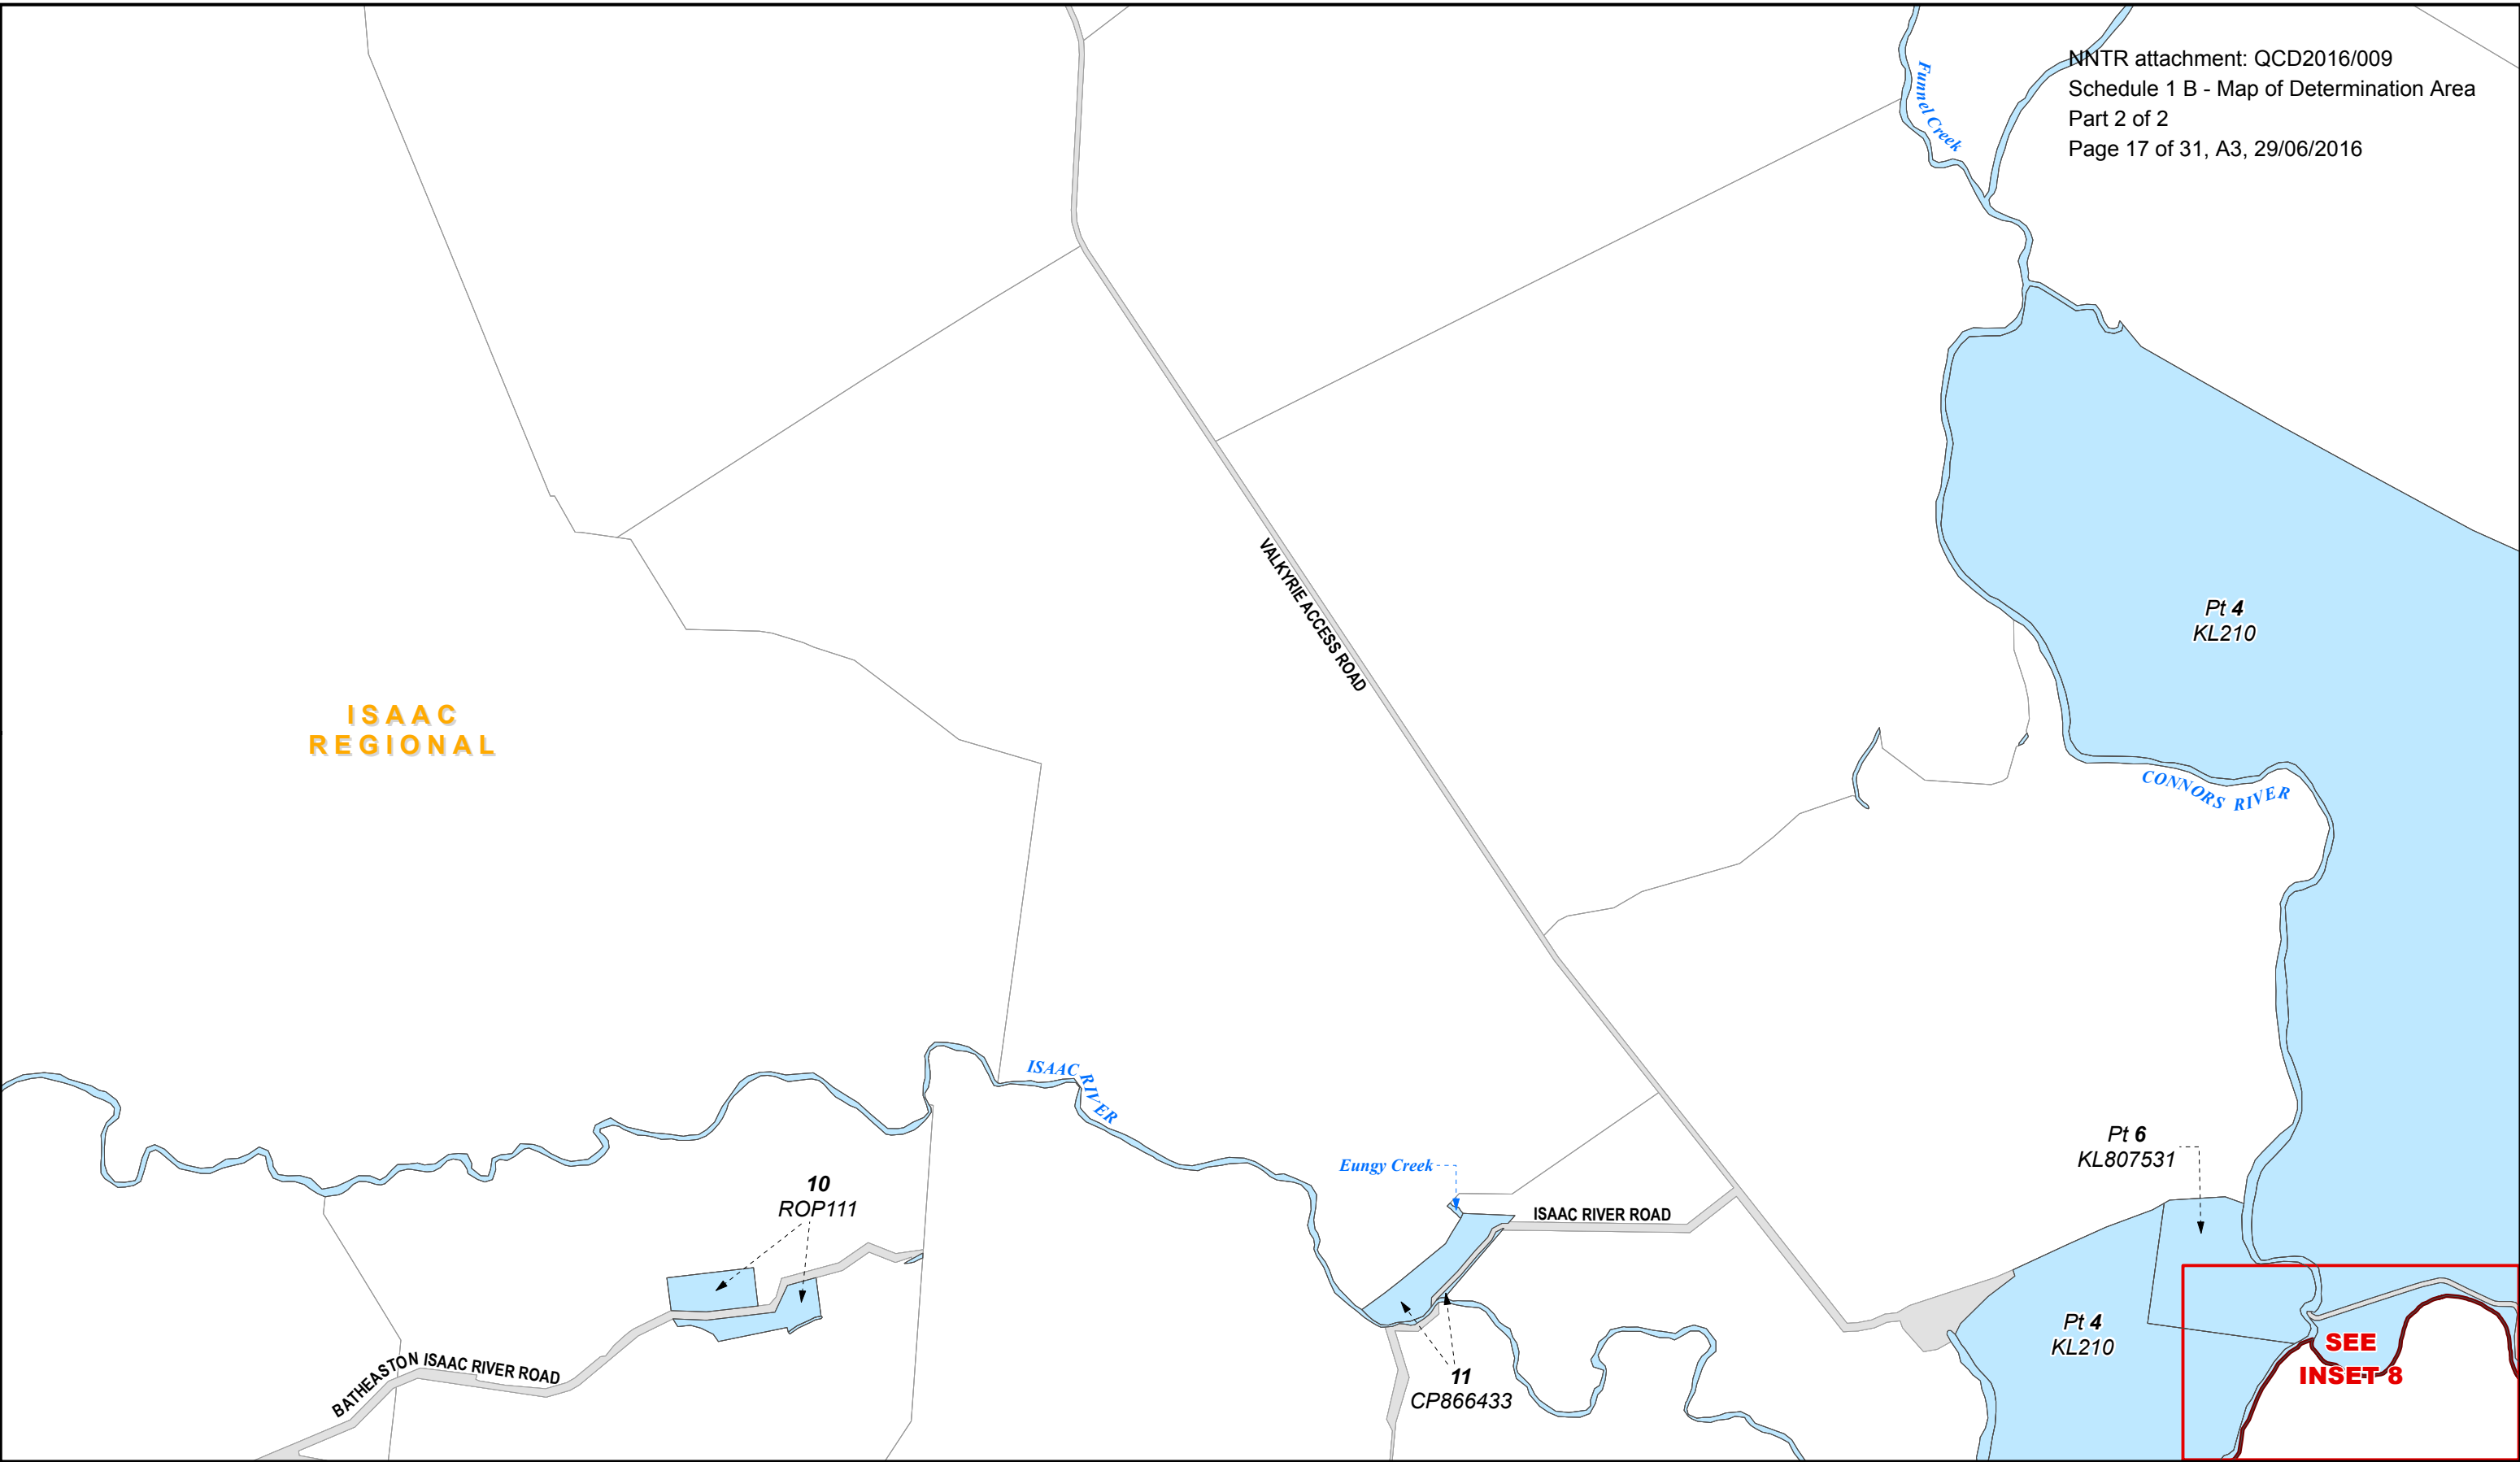 NNTR attachment: QCD2016/009
Schedule 1 B - Map of Determination Area
Part 2 of 2
Page 17 of 31, A3, 29/06/2016
Funnel Creek
VALKYRIE ACCESS ROAD
Pt 4
KL210
ISAAC
REGIONAL
CONNORS RIVER
ISAAC RIVER
Pt 6
KL807531
Eungy Creek
10
ROP111
ISAAC RIVER ROAD
Pt 4
KL210
SEE
INSET 8
BATHEASTON ISAAC RIVER ROAD
11
CP866433